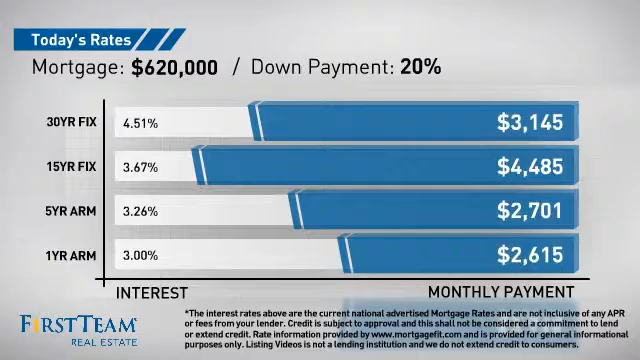 Today's Rates
Mortgage: $620,000 / Down Payment: 20%
30YR FIX 4.51% $3,145
15YR FIX 3.67% $4,485
5YR ARM 3.26% $2,701
1YR ARM 3.00% $2,615
INTEREST MONTHLY PAYMENT
FIRSTTEAM®
REAL ESTATE
*The interest rates above are the current national advertised Mortgage Rates and are not inclusive of any APR
or fees from your lender. Credit is subject to approval and this shall not be considered a commitment to lend
or extend credit. Rate information provided by www.mortgagefit.com and is provided for general informational
purposes only. Listing Videos is not a lending institution and we do not extend credit to consumers.